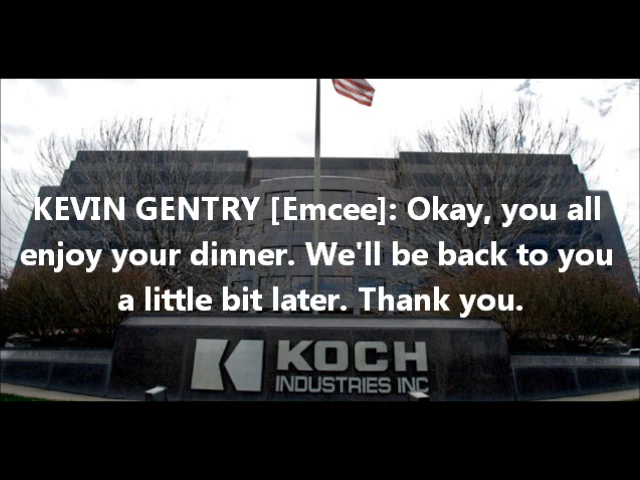 KEVIN GENTRY [Emcee]: Okay, you all
enjoy your dinner. We'll be back to you
a little bit later. Thank you.
KOCH
INDUSTRIES INC